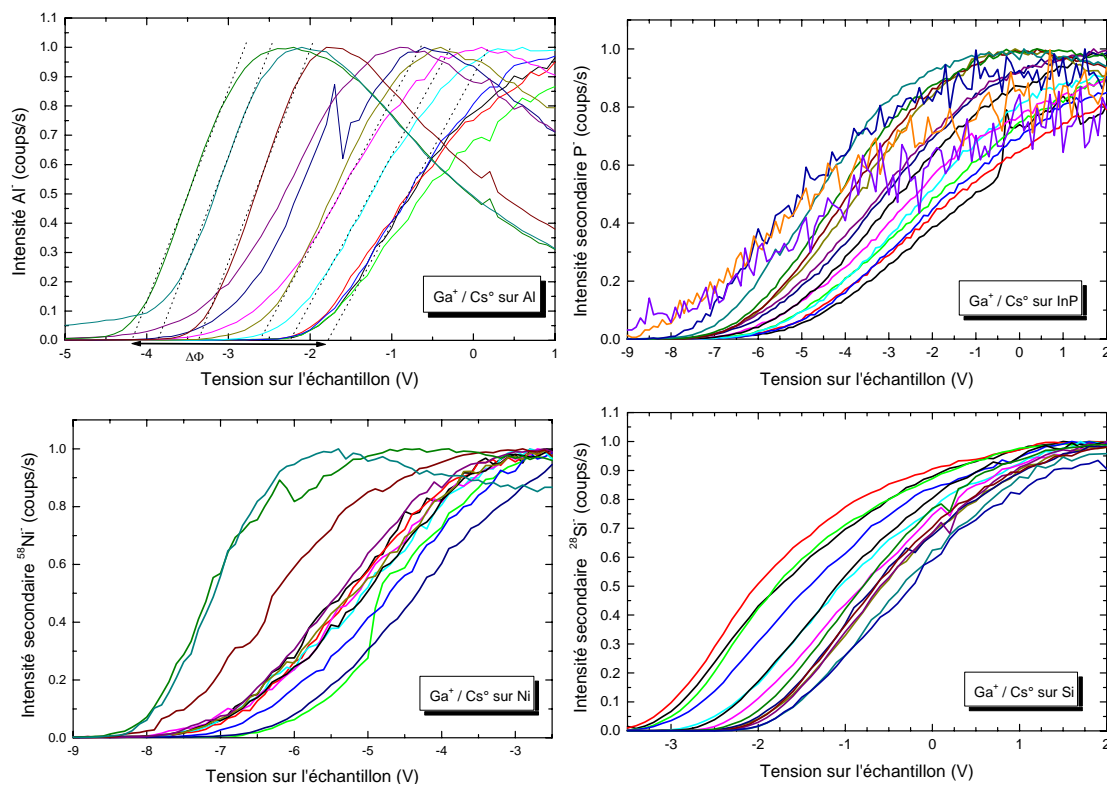 1.1
1.0
0.9
0.8
0.7
0.6
0.5
0.4
0.3
0.2
0.1
0.0
Intensité Al⁻ (coups/s)
Ga⁺ / Cs° sur Al
-5 -4 -3 -2 -1 0 1
ΔΦ
Tension sur l'échantillon (V)
1.0
0.8
0.6
0.4
0.2
0.0
Intensité secondaire P⁻ (coups/s)
Ga⁺ / Cs° sur InP
-9 -8 -7 -6 -5 -4 -3 -2 -1 0 1 2
Tension sur l'échantillon (V)
1.0
0.8
0.6
0.4
0.2
0.0
Intensité secondaire ⁵⁸Ni⁻ (coups/s)
Ga⁺ / Cs° sur Ni
-9 -8 -7 -6 -5 -4 -3
Tension sur l'échantillon (V)
1.1
1.0
0.9
0.8
0.7
0.6
0.5
0.4
0.3
0.2
0.1
0.0
Intensité secondaire ²⁸Si⁻ (coups/s)
Ga⁺ / Cs° sur Si
-3 -2 -1 0 1 2
Tension sur l'échantillon (V)